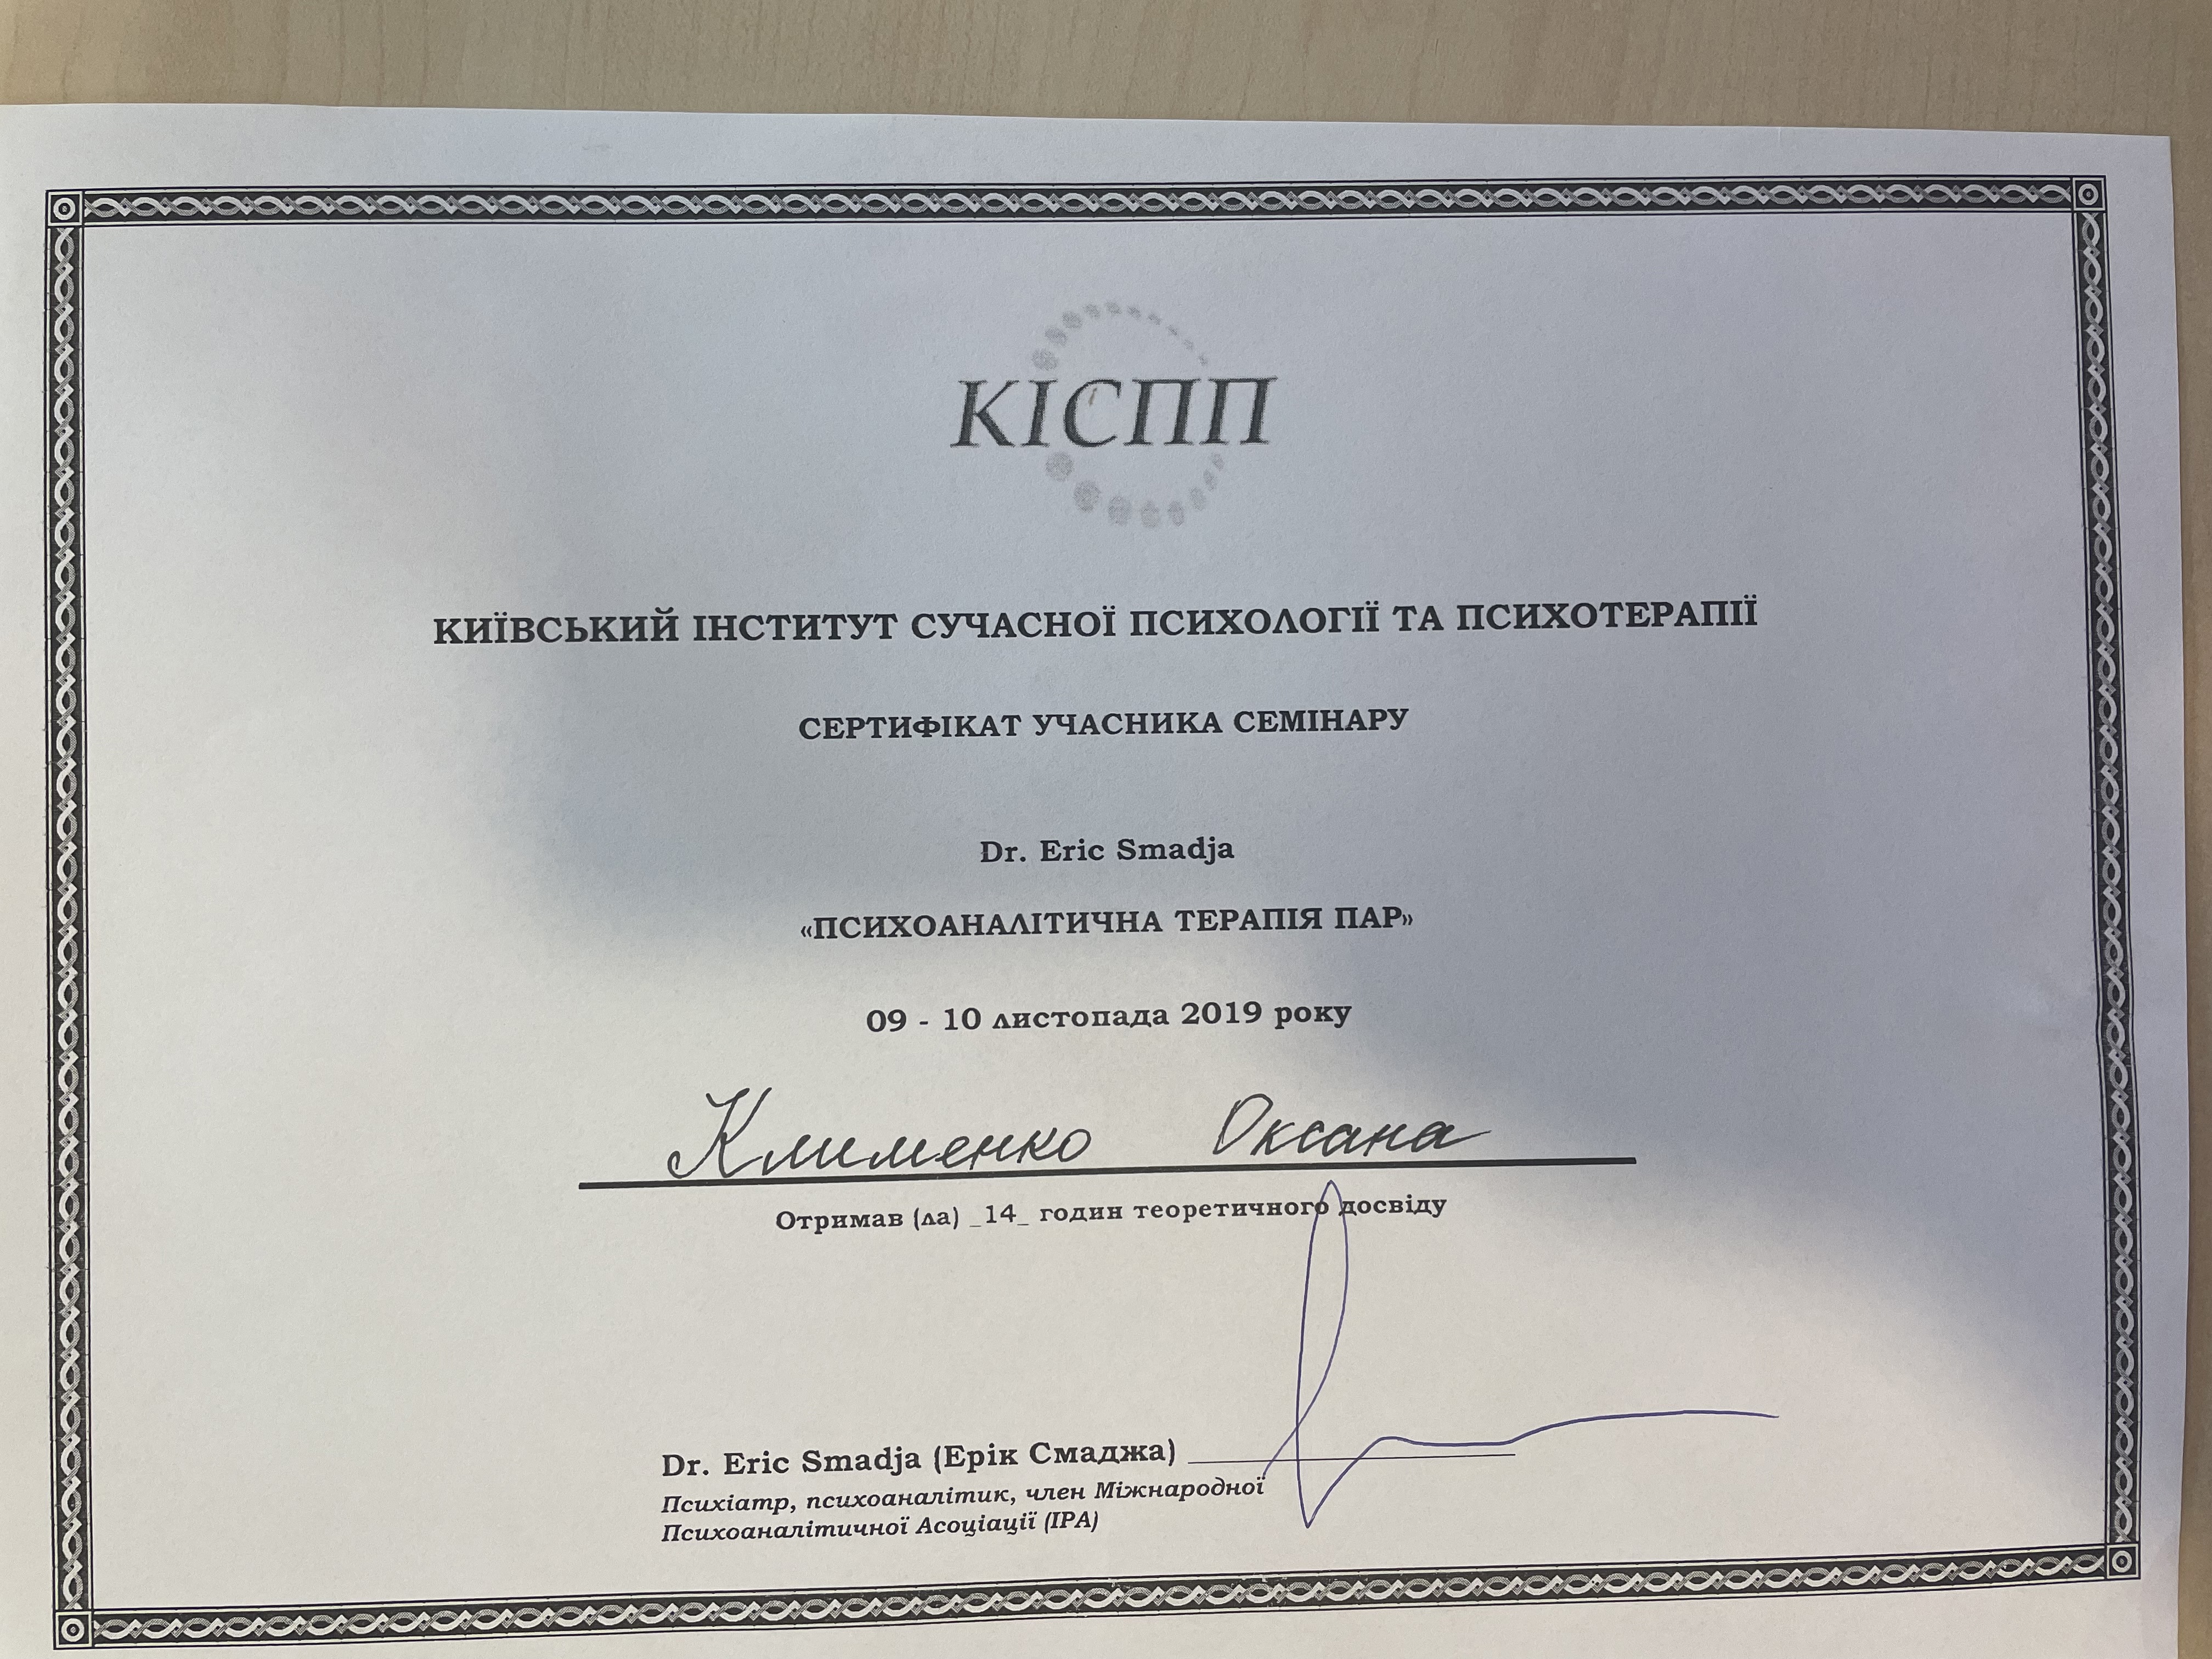 КІСПП
КИЇВСЬКИЙ ІНСТИТУТ СУЧАСНОЇ ПСИХОЛОГІЇ ТА ПСИХОТЕРАПІЇ
СЕРТИФІКАТ УЧАСНИКА СЕМІНАРУ
Dr. Eric Smadja
«ПСИХОАНАЛІТИЧНА ТЕРАПІЯ ПАР»
09 - 10 листопада 2019 року
Клименко Оксана
Отримав (ла) _14_ годин теоретичного досвіду
Dr. Eric Smadja (Ерік Смаджа)
Психіатр, психоаналітик, член Міжнародної
Психоаналітичної Асоціації (IPA)